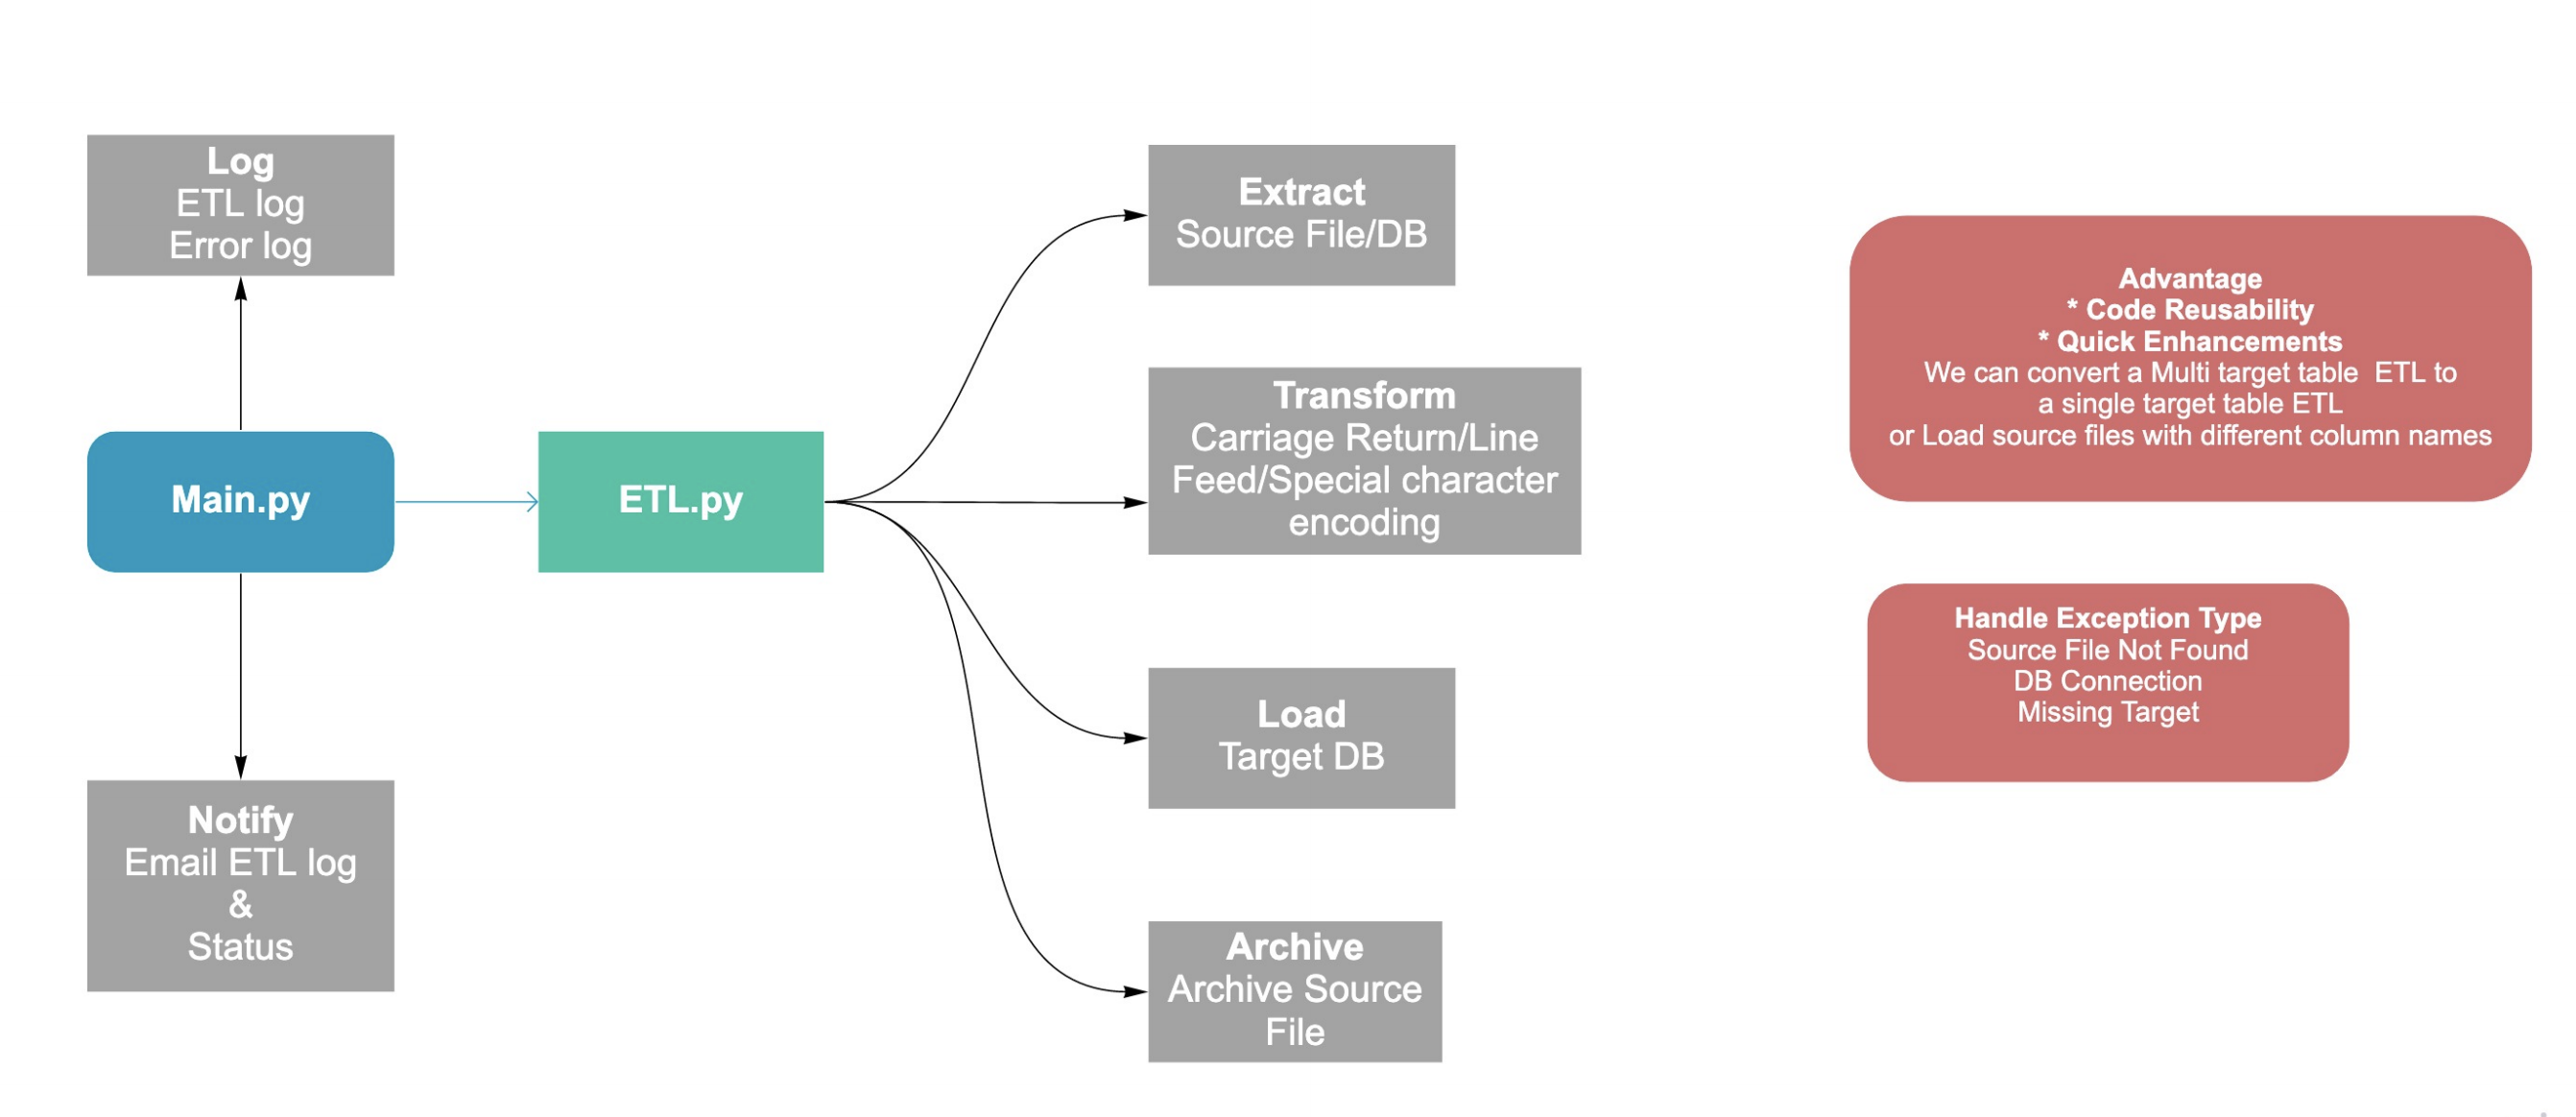 Log
ETL log
Error log
Main.py
Notify
Email ETL log
&
Status
ETL.py
Extract
Source File/DB
Transform
Carriage Return/Line
Feed/Special character
encoding
Load
Target DB
Archive
Archive Source
File
Advantage
* Code Reusability
* Quick Enhancements
We can convert a Multi target table  ETL to
a single target table ETL
or Load source files with different column names
Handle Exception Type
Source File Not Found
DB Connection
Missing Target